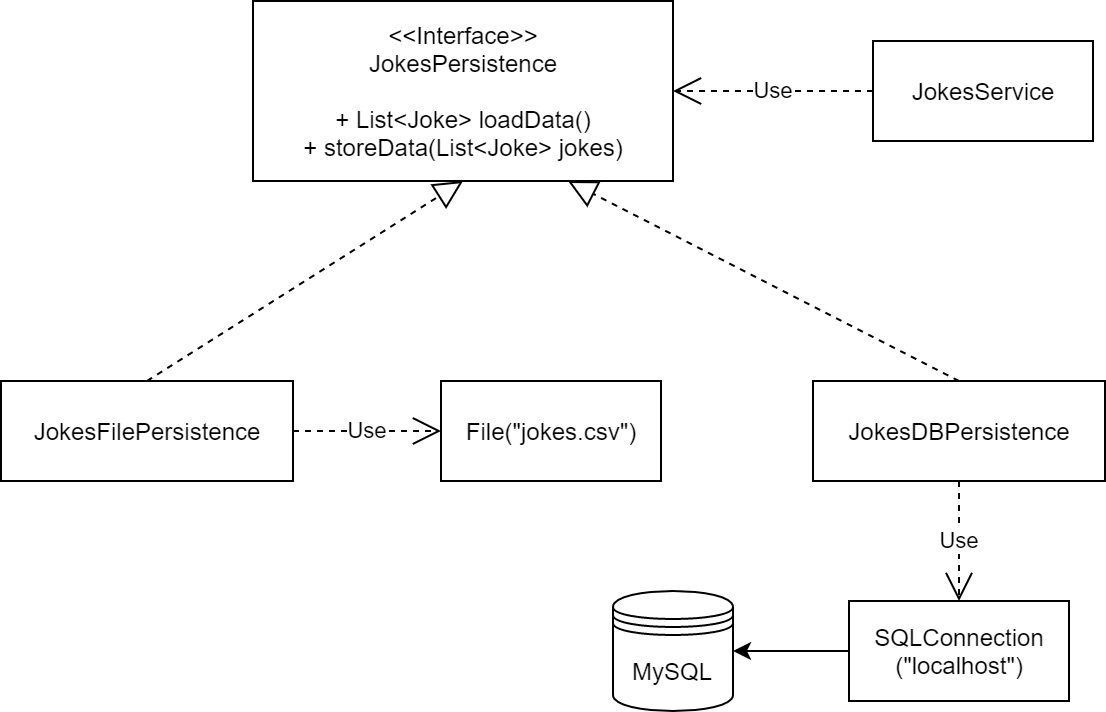 <<Interface>>
JokesPersistence
+ List<Joke> loadData()
+ storeData(List<Joke> jokes)
Use
JokesService
JokesFilePersistence
Use
File("jokes.csv")
JokesDBPersistence
Use
SQLConnection
("localhost")
MySQL